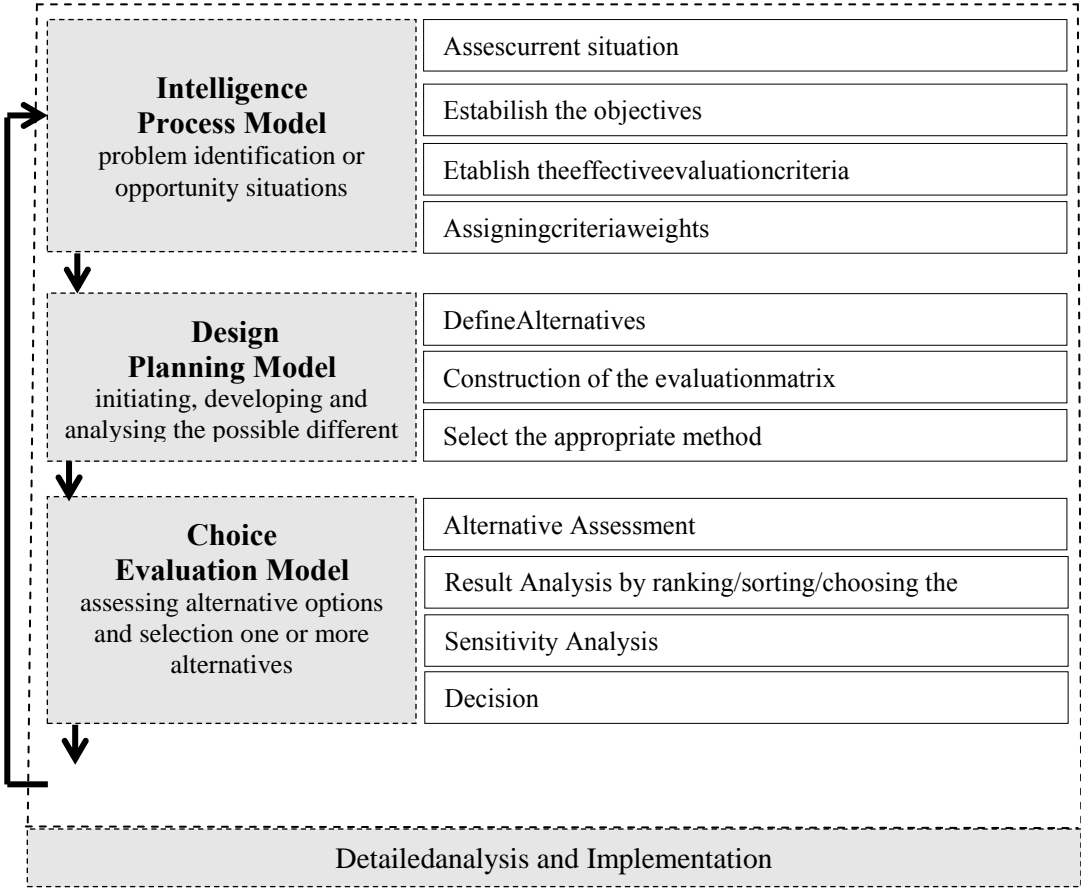 Intelligence
Process Model
problem identification or
opportunity situations
Assescurrent situation
Estabilish the objectives
Etablish theeffectiveevaluationcriteria
Assigningcriteriaweights
Design
Planning Model
initiating, developing and
analysing the possible different
DefineAlternatives
Construction of the evaluationmatrix
Select the appropriate method
Choice
Evaluation Model
assessing alternative options
and selection one or more
alternatives
Alternative Assessment
Result Analysis by ranking/sorting/choosing the
Sensitivity Analysis
Decision
Detailedanalysis and Implementation